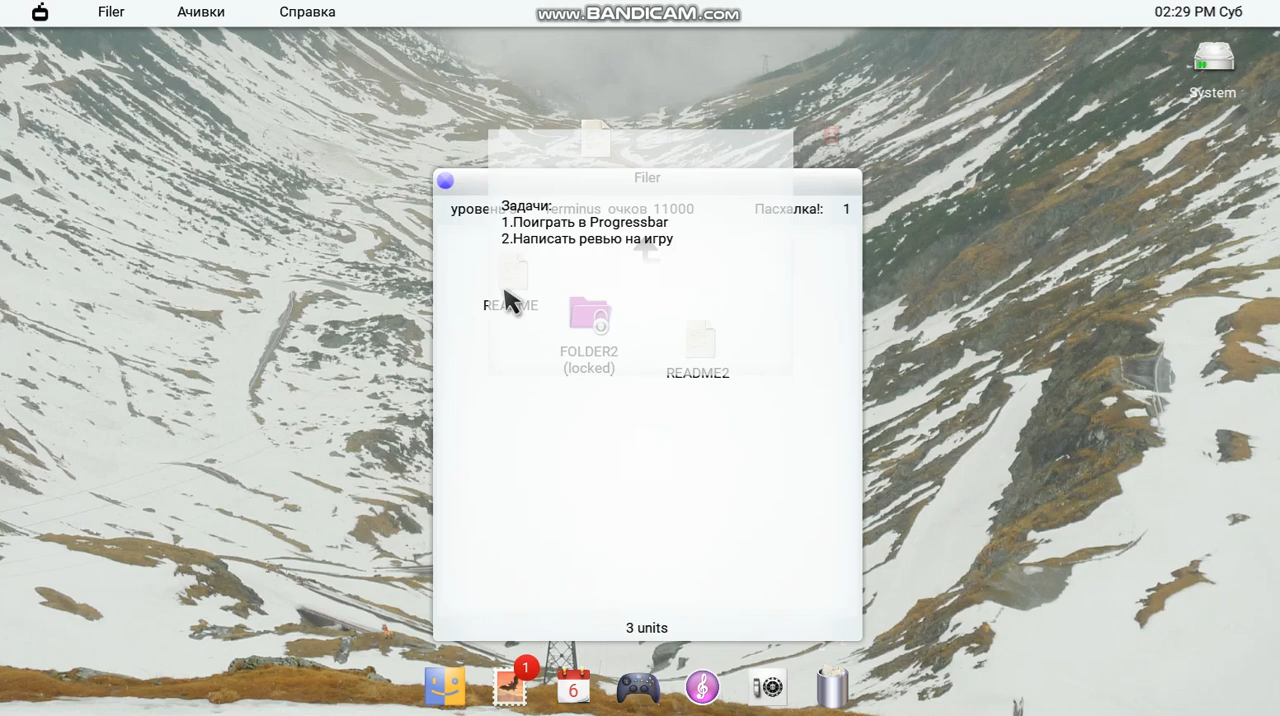 Filer Ачивки Справка www.BANDICAM.com 02:29 PM Суб
System
Filer
Задачи:
уровень terminus очков 11000 Пасхалка!: 1
1.Поиграть в Progressbar
2.Написать ревью на игру
README
FOLDER2
(locked)
README2
3 units
1
6